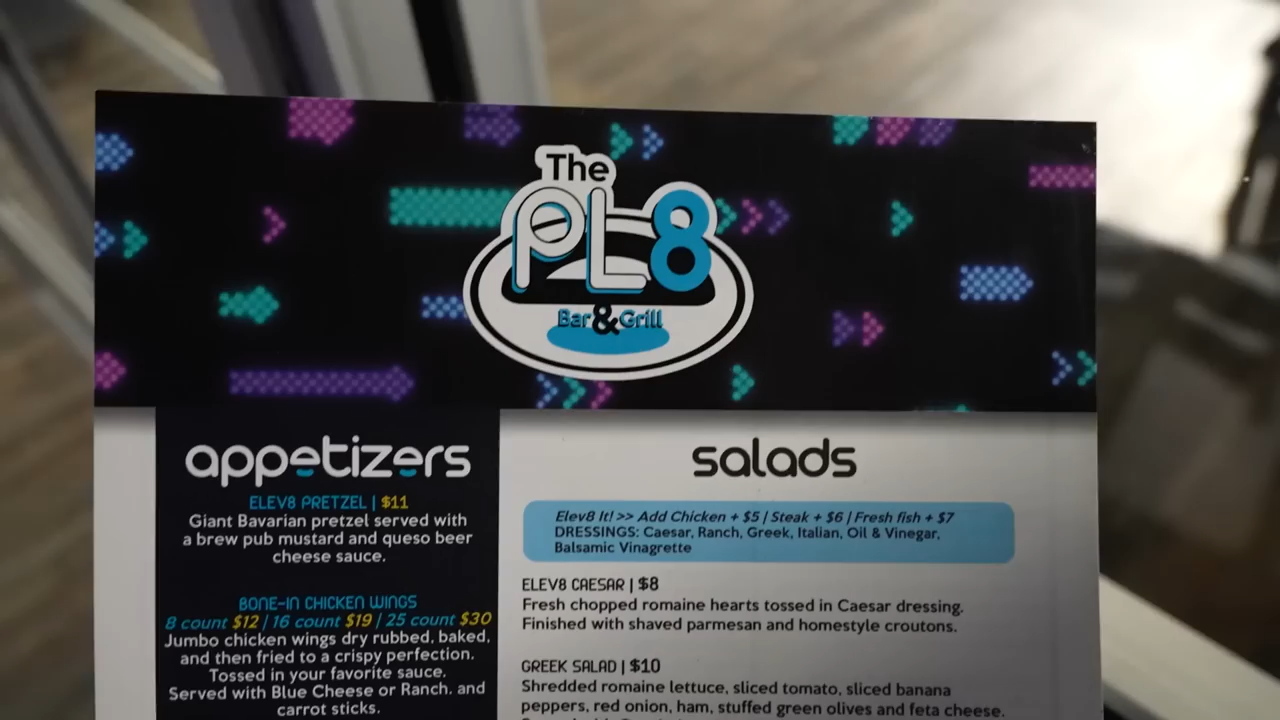 The
PL8
Bar & Grill
appetizers
ELEV8 PRETZEL | $11
Giant Bavarian pretzel served with
a brew pub mustard and queso beer
cheese sauce.
BONE-IN CHICKEN WINGS
8 count $12 / 16 count $19 / 25 count $30
Jumbo chicken wings dry rubbed, baked,
and then fried to a crispy perfection.
Tossed in your favorite sauce.
Served with Blue Cheese or Ranch, and
carrot sticks.
salads
Elev8 It! >> Add Chicken + $5 | Steak + $6 | Fresh fish + $7
DRESSINGS: Caesar, Ranch, Greek, Italian, Oil & Vinegar,
Balsamic Vinagrette
ELEV8 CAESAR | $8
Fresh chopped romaine hearts tossed in Caesar dressing.
Finished with shaved parmesan and homestyle croutons.
GREEK SALAD | $10
Shredded romaine lettuce, sliced tomato, sliced banana
peppers, red onion, ham, stuffed green olives and feta cheese.